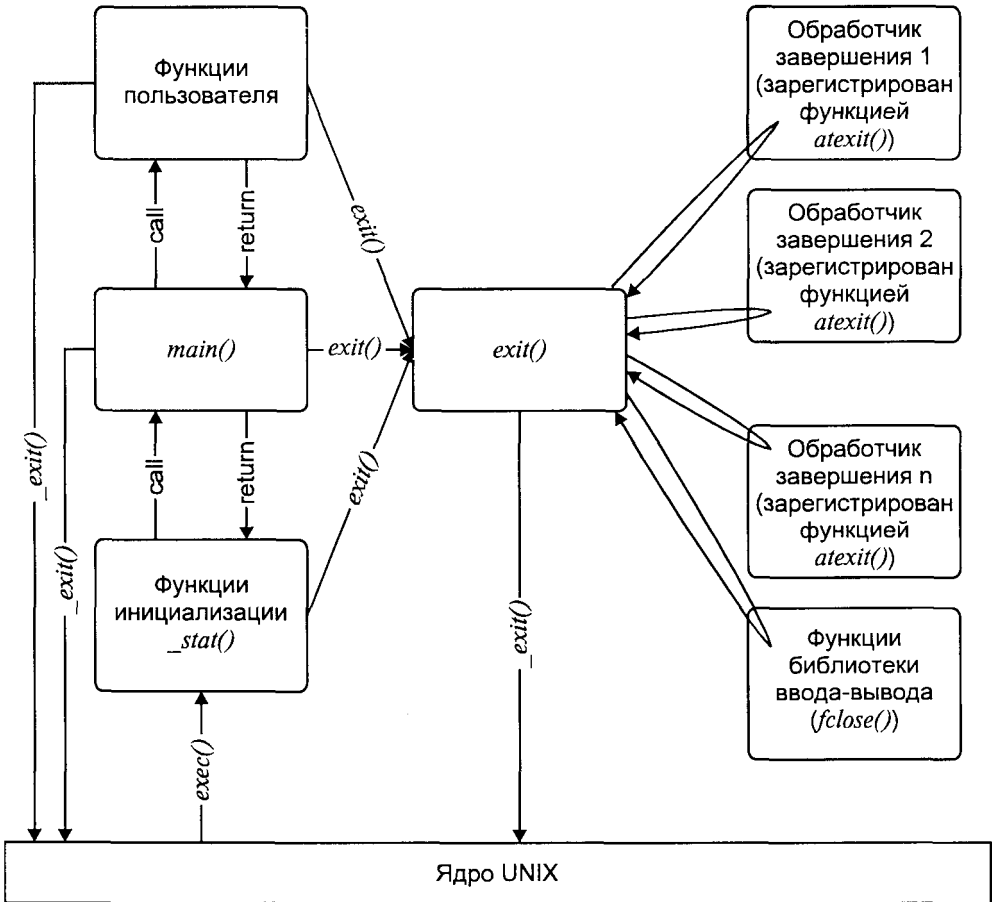 Функции
пользователя
Обработчик
завершения 1
(зарегистрирован
функцией
atexit())
call
return
exit()
Обработчик
завершения 2
(зарегистрирован
функцией
atexit())
main()
exit()
exit()
_exit()
_exit()
call
return
exit()
Обработчик
завершения n
(зарегистрирован
функцией
atexit())
Функции
инициализации
_stat()
_exit()
Функции
библиотеки
ввода-вывода
(fclose())
exec()
Ядро UNIX